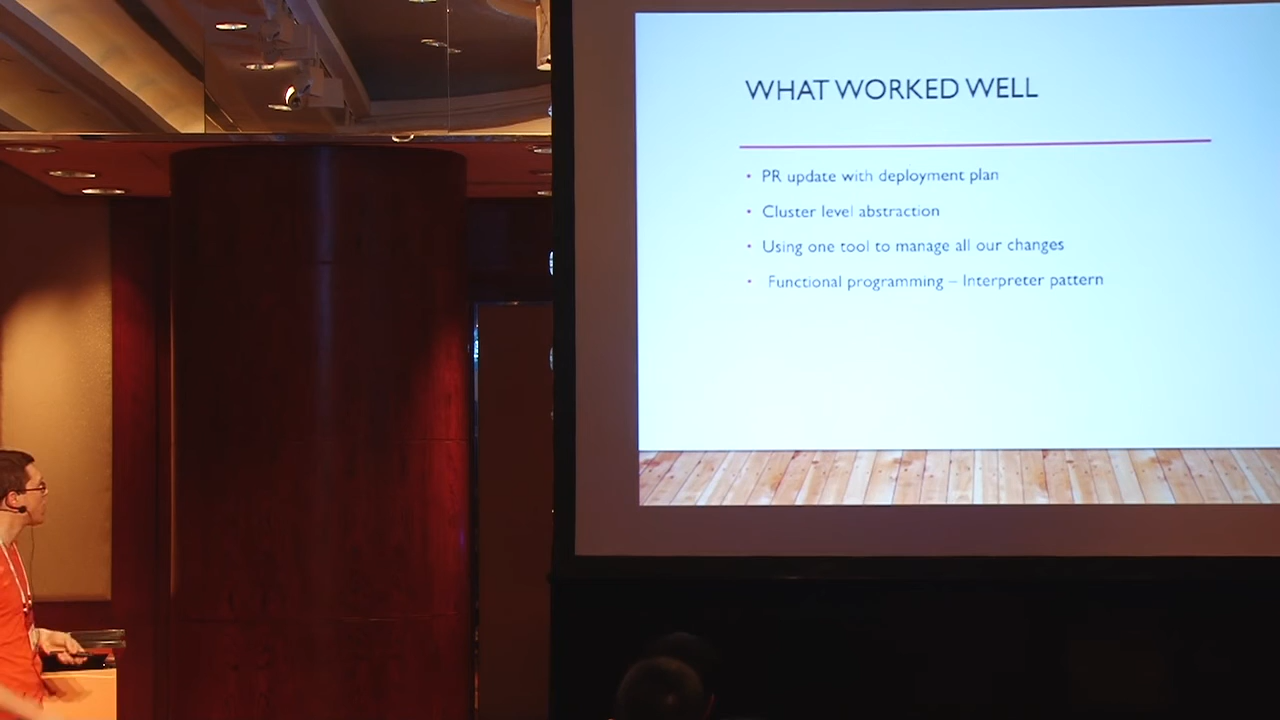 WHAT WORKED WELL
• PR update with deployment plan
• Cluster level abstraction
• Using one tool to manage all our changes
• Functional programming – Interpreter pattern